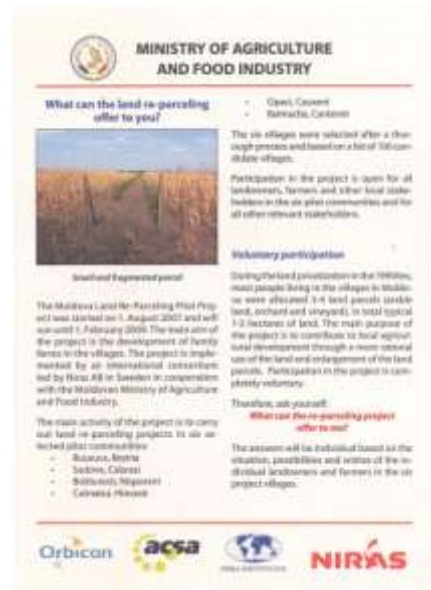 MINISTRY OF AGRICULTURE
AND FOOD INDUSTRY
What can the land re-parceling
offer to you?
Small and fragmented parcel
The Moldova Land Re-Parceling Pilot Proj-
ect was started on 1. August 2007 and will
run until 1. February 2009. The main aim of
the project is the development of family
farms in the villages. The project is imple-
mented by an international consortium
led by Niras AB in Sweden in cooperation
with the Moldovan Ministry of Agriculture
and Food Industry.
The main activity of the project is to carry
out land re-parceling projects in six se-
lected pilot communities:
- Busauca, Rezina
- Sadova, Calarasi
- Bolduresti, Nisporeni
- Calmatui, Hincesti
- Opaci, Causeni
- Baimaclia, Cantemir
The six villages were selected after a thor-
ough process and based on a list of 100 can-
didate villages.
Participation in the project is open for all
landowners, farmers and other local stake-
holders in the six pilot communities and for
all other relevant stakeholders.
Voluntary participation
During the land privatization in the 1990ies,
most people living in the villages in Moldo-
va were allocated 3-4 land parcels (arable
land, orchard and vineyard), in total typical
1-3 hectares of land. The main purpose of
the project is to contribute to local agricul-
tural development through a more rational
use of the land and enlargement of the land
parcels. Participation in the project is com-
pletely voluntary.
Therefore, ask yourself:
What can the re-parceling project
offer to me?
The answers will be individual based on the
situation, possibilities and wishes of the in-
dividual landowners and farmers in the six
project villages.
Orbicon
acsa
NIRAS